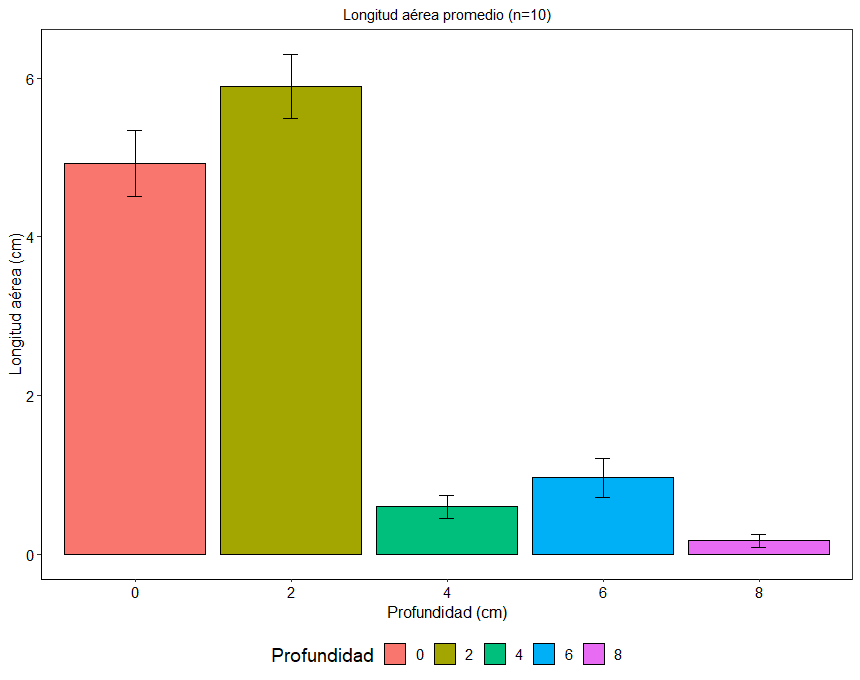 Longitud aérea promedio (n=10)
Longitud aérea (cm)
6
4
2
0
0 2 4 6 8
Profundidad (cm)
Profundidad 0 2 4 6 8